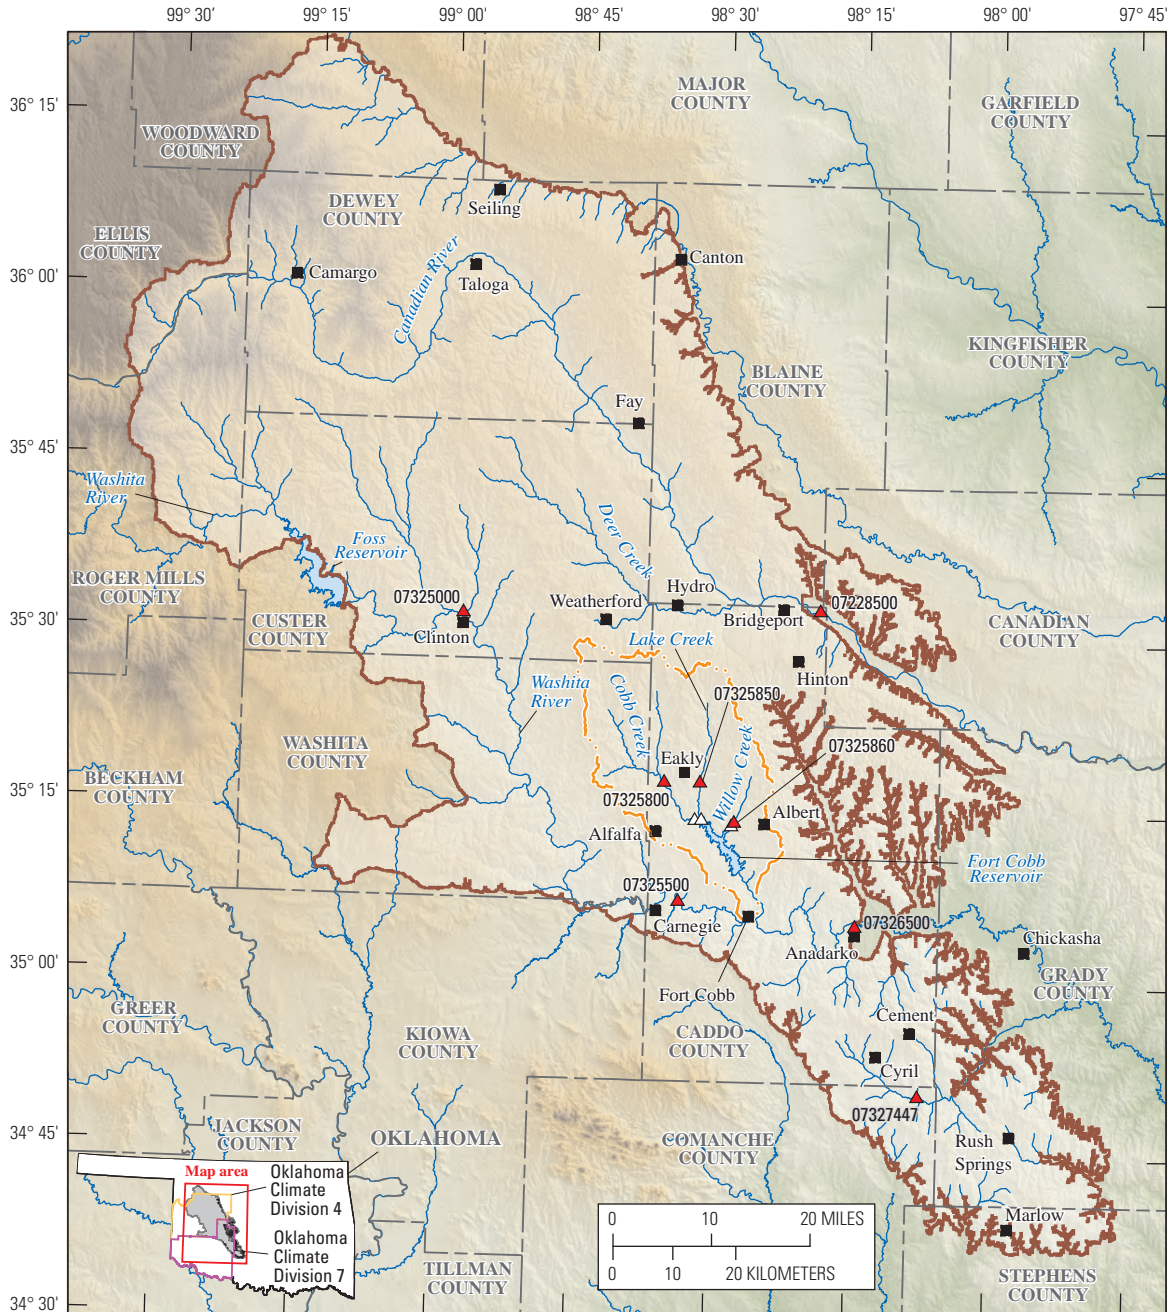 99° 30'
99° 15'
99° 00'
98° 45'
98° 30'
98° 15'
98° 00'
97° 45'
36° 15'
36° 00'
35° 45'
35° 30'
35° 15'
35° 00'
34° 45'
34° 30'
MAJOR
COUNTY
GARFIELD
COUNTY
WOODWARD
COUNTY
DEWEY
COUNTY
Seiling
ELLIS
COUNTY
Camargo
Canadian River
Taloga
Canton
KINGFISHER
COUNTY
BLAINE
COUNTY
Fay
Washita
River
Foss
Reservoir
Deer Creek
ROGER MILLS
COUNTY
07325000
Clinton
Weatherford
Hydro
Bridgeport
07228500
CUSTER
COUNTY
CANADIAN
COUNTY
Lake Creek
Hinton
Washita
River
Cobb Creek
07325850
WASHITA
COUNTY
Eakly
Willow Creek
07325860
BECKHAM
COUNTY
07325800
Alfalfa
Albert
Fort Cobb
Reservoir
07325500
Carnegie
07326500
Anadarko
Chickasha
Fort Cobb
GRADY
COUNTY
GREER
COUNTY
KIOWA
COUNTY
CADDO
COUNTY
Cement
Cyril
07327447
JACKSON
COUNTY
OKLAHOMA
COMANCHE
COUNTY
Rush
Springs
Marlow
Map area
Oklahoma
Climate
Division 4
Oklahoma
Climate
Division 7
TILLMAN
COUNTY
0 10 20 MILES
0 10 20 KILOMETERS
STEPHENS
COUNTY